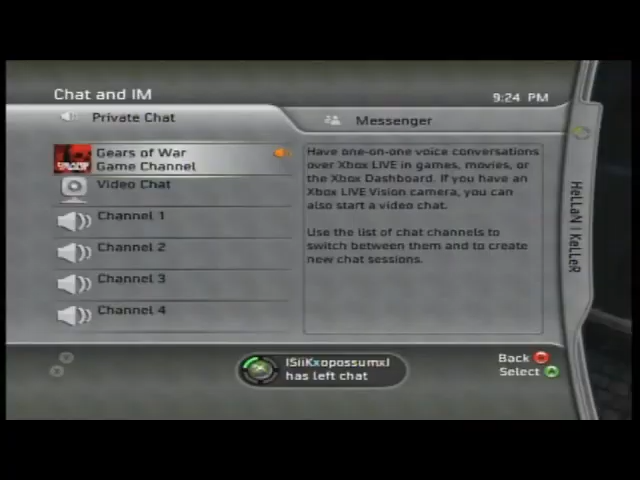 Chat and IM
9:24 PM
Private Chat
Messenger
Gears of War
Game Channel
Video Chat
Channel 1
Channel 2
Channel 3
Channel 4
Have one-on-one voice conversations
over Xbox LIVE in games, movies, or
the Xbox Dashboard. If you have an
Xbox LIVE Vision camera, you can
also start a video chat.
Use the list of chat channels to
switch between them and to create
new chat sessions.
HeLLaN I KeLLeR
Back B
Select A
Y
X
ISiiKxopossumxI
has left chat